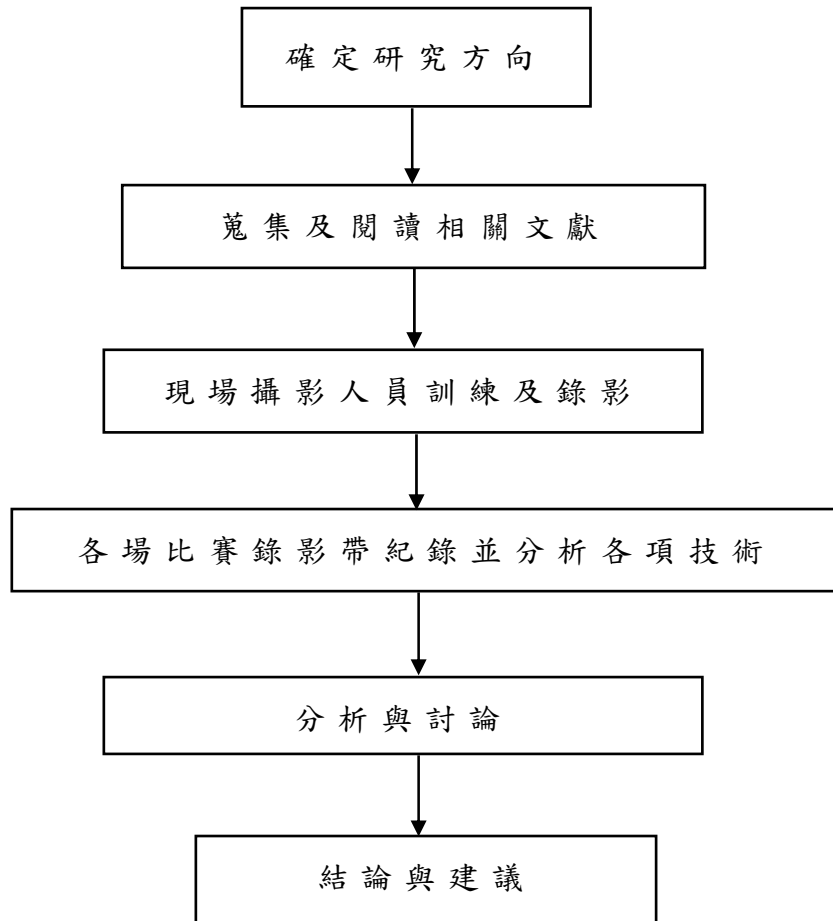 確定研究方向
蒐集及閱讀相關文獻
現場攝影人員訓練及錄影
各場比賽錄影帶紀錄並分析各項技術
分析與討論
結論與建議